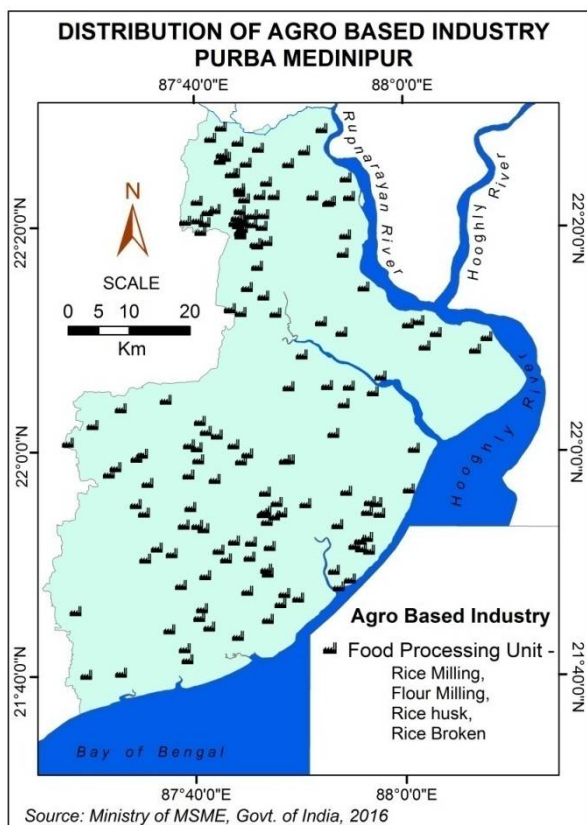 DISTRIBUTION OF AGRO BASED INDUSTRY
PURBA MEDINIPUR
87°40'0"E
88°0'0"E
Rupnarayan River
Hooghly River
N
22°20'0"N
22°20'0"N
SCALE
10 0 10 20
Km
22°0'0"N
22°0'0"N
Hooghly River
Agro Based Industry
Food Processing Unit -
Rice Milling,
Flour Milling,
Rice husk,
Rice Broken
21°40'0"N
21°40'0"N
Bay of Bengal
87°40'0"E
88°0'0"E
Source: Ministry of MSME, Govt. of India, 2016